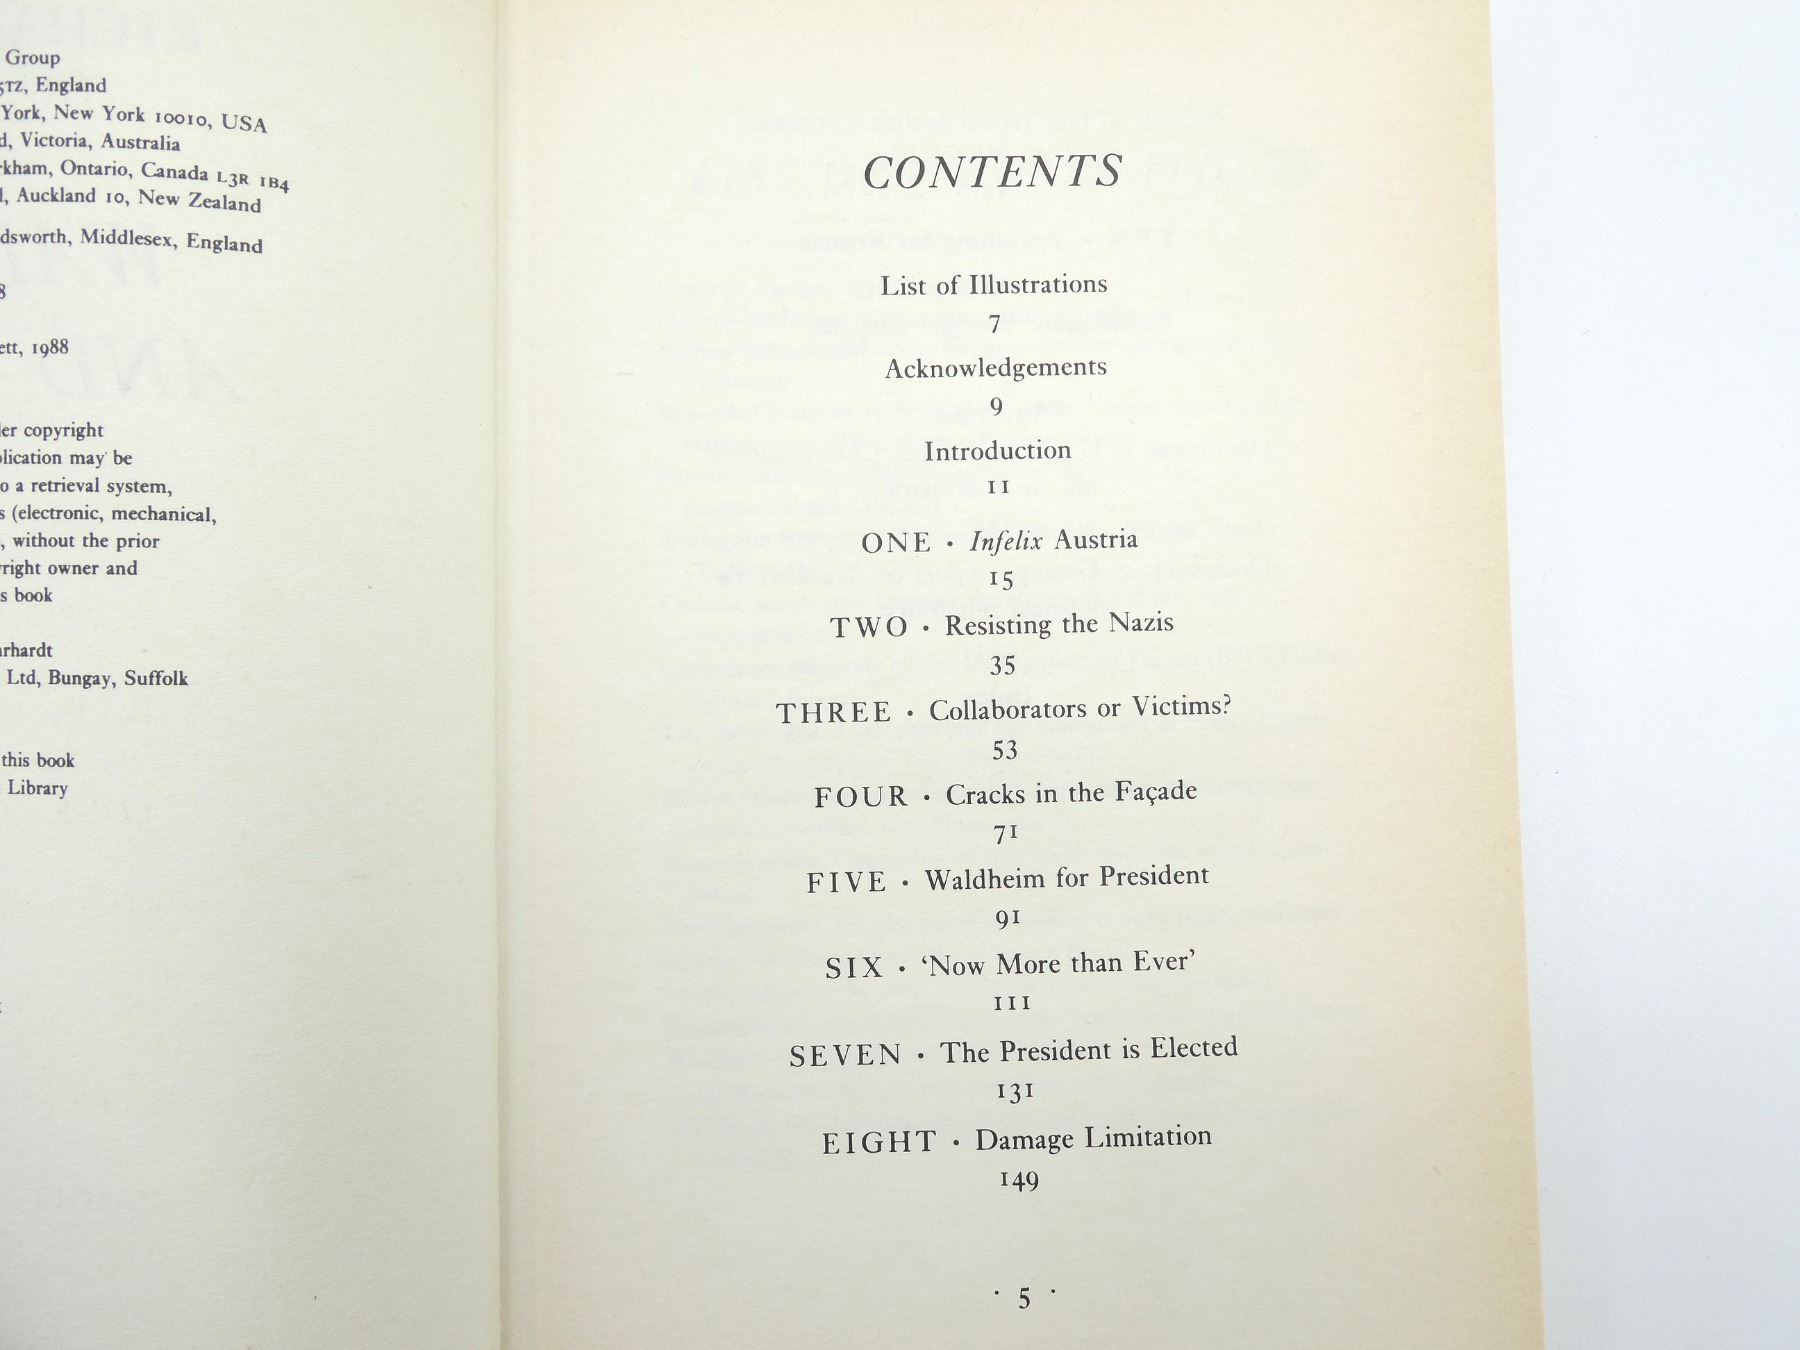 Group
5TZ, England
York, New York 10010, USA
d, Victoria, Australia
rkham, Ontario, Canada L3R 1B4
l, Auckland 10, New Zealand
dsworth, Middlesex, England
8
ett, 1988
er copyright
plication may be
o a retrieval system,
s (electronic, mechanical,
, without the prior
right owner and
s book
rhardt
Ltd, Bungay, Suffolk
this book
Library
CONTENTS
List of Illustrations
7
Acknowledgements
9
Introduction
11
ONE · Infelix Austria
15
TWO · Resisting the Nazis
35
THREE · Collaborators or Victims?
53
FOUR · Cracks in the Façade
71
FIVE · Waldheim for President
91
SIX · ‘Now More than Ever’
111
SEVEN · The President is Elected
131
EIGHT · Damage Limitation
149
· 5 ·